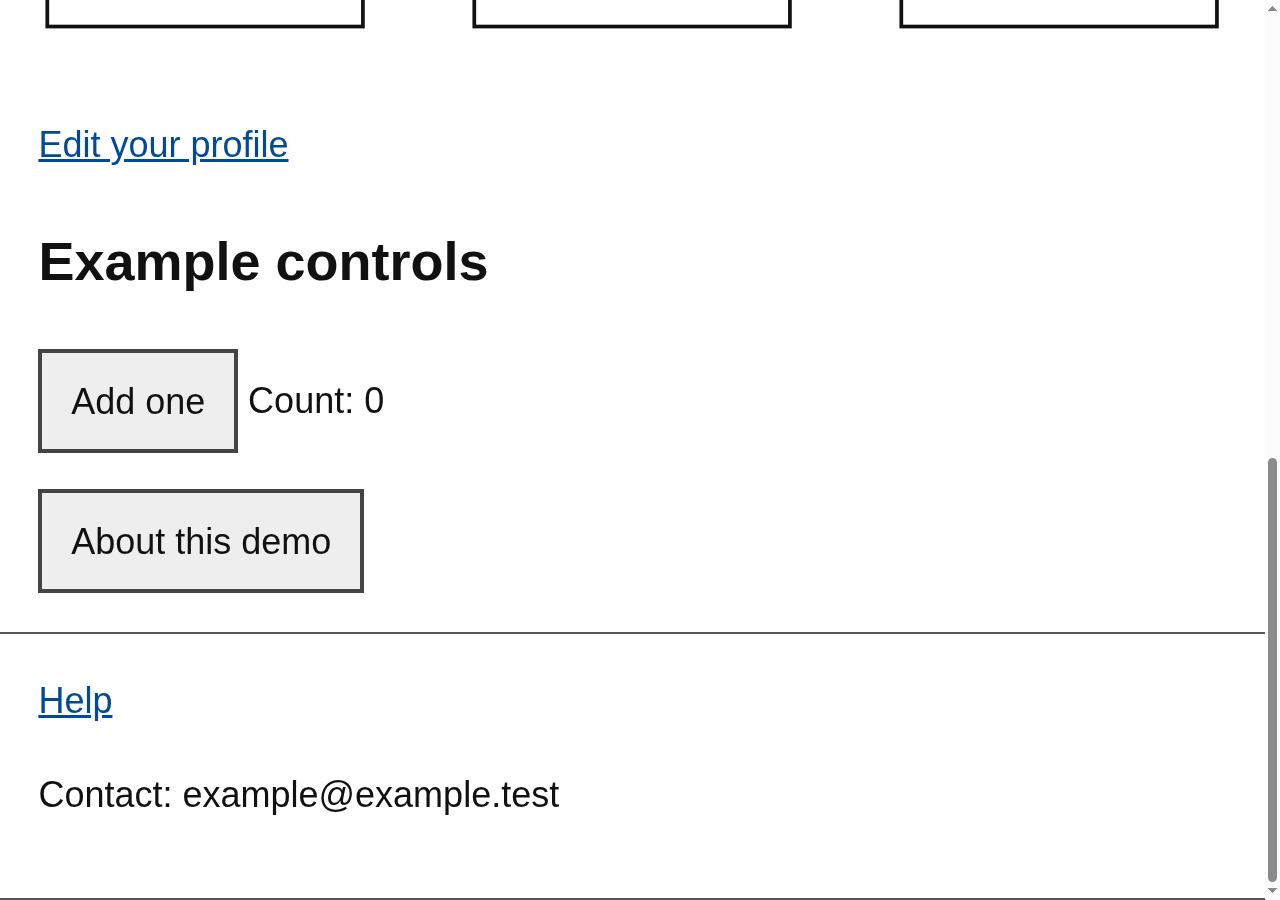 Edit your profile
Example controls
Add one Count: 0
About this demo
Help
Contact: example@example.test